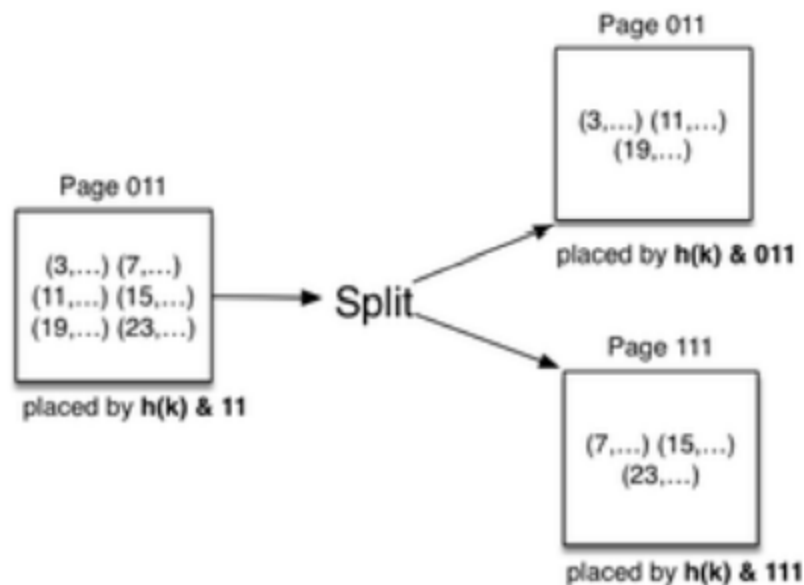 Page 011
(3,...) (7,...)
(11,...) (15,...)
(19,...) (23,...)
placed by h(k) & 11
Split
Page 011
(3,...) (11,...)
(19,...)
placed by h(k) & 011
Page 111
(7,...) (15,...)
(23,...)
placed by h(k) & 111